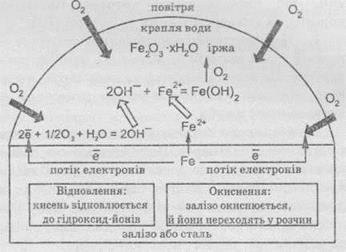 повітря
O₂ O₂
O₂ O₂
крапля води
Fe₂O₃ · xH₂O іржа
O₂
2OH⁻ + Fe²⁺ = Fe(OH)₂
Fe²⁺
2e̅ + 1/2O₂ + H₂O = 2OH⁻
e̅ Fe e̅
потік електронів потік електронів
Відновлення:
кисень відновлюється
до гідроксид-йонів
Окиснення:
залізо окиснюється,
й йони переходять у розчин
залізо або сталь